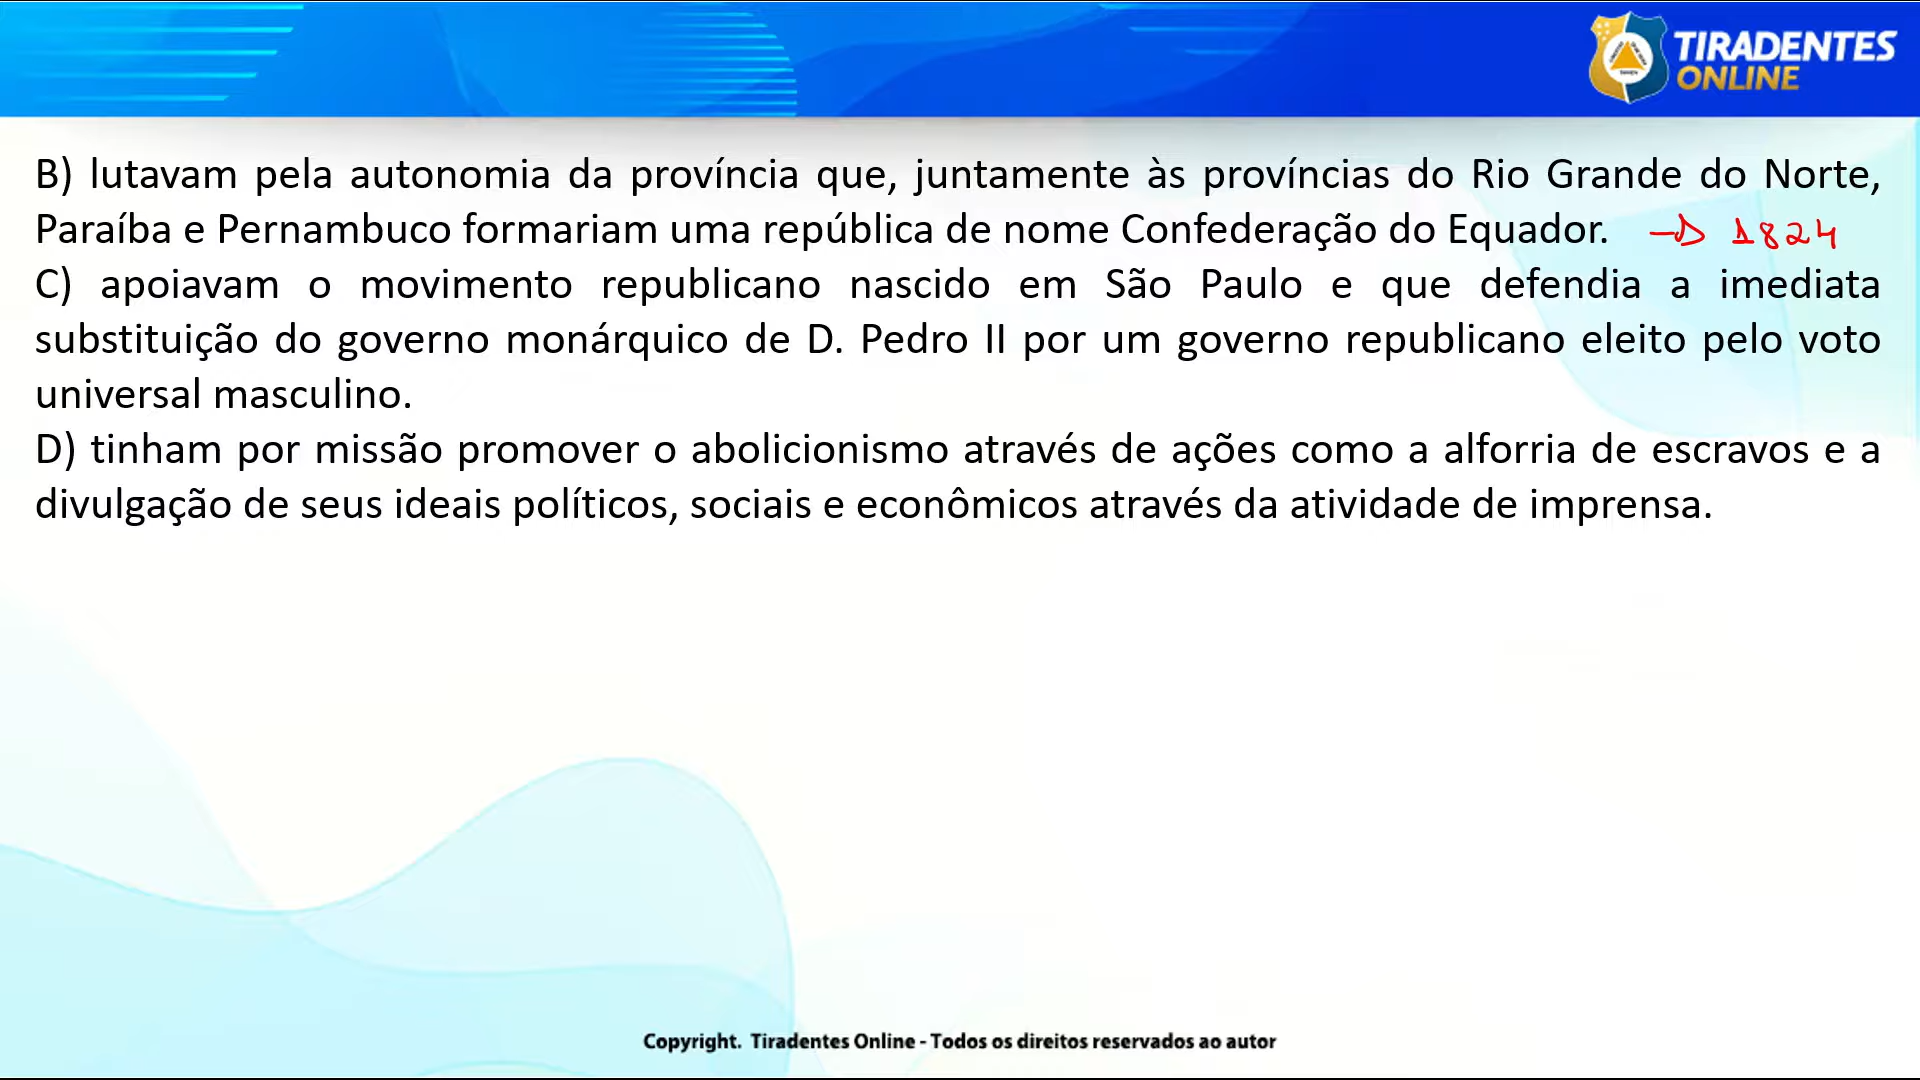 TIRADENTES
ONLINE
B) lutavam pela autonomia da província que, juntamente às províncias do Rio Grande do Norte,
Paraíba e Pernambuco formariam uma república de nome Confederação do Equador. → 1824
C) apoiavam o movimento republicano nascido em São Paulo e que defendia a imediata
substituição do governo monárquico de D. Pedro II por um governo republicano eleito pelo voto
universal masculino.
D) tinham por missão promover o abolicionismo através de ações como a alforria de escravos e a
divulgação de seus ideais políticos, sociais e econômicos através da atividade de imprensa.
Copyright. Tiradentes Online - Todos os direitos reservados ao autor